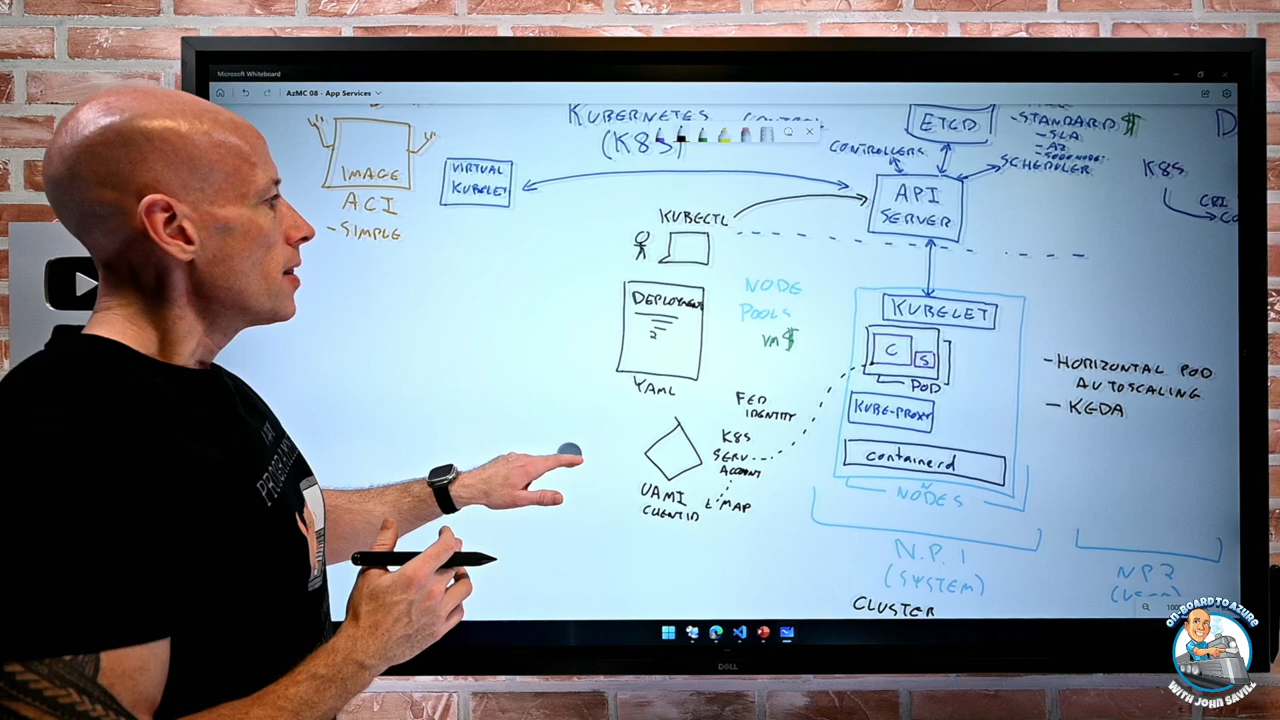 Microsoft Whiteboard
AzMC 08 - App Services
KUBERNETES
(K8S)
ETCD
-STANDARD $
-SLA
-AZ
CONTROLLERS
SCHEDULER
K8S
CRI
IMAGE
ACI
-SIMPLE
VIRTUAL
KUBELET
API
SERVER
KUBECTL
DEPLOYMENT
YAML
NODE
POOLS
VM$
KUBELET
C
S
POD
KUBE-PROXY
containerd
NODES
-HORIZONTAL POD
AUTOSCALING
- KEDA
FED
IDENTITY
K8S
SERV
ACCOUNT
MAP
UAMI
CLIENTID
N.P. 1
(SYSTEM)
NP2
CLUSTER
DELL
ON-BOARD TO AZURE
WITH JOHN SAVILL